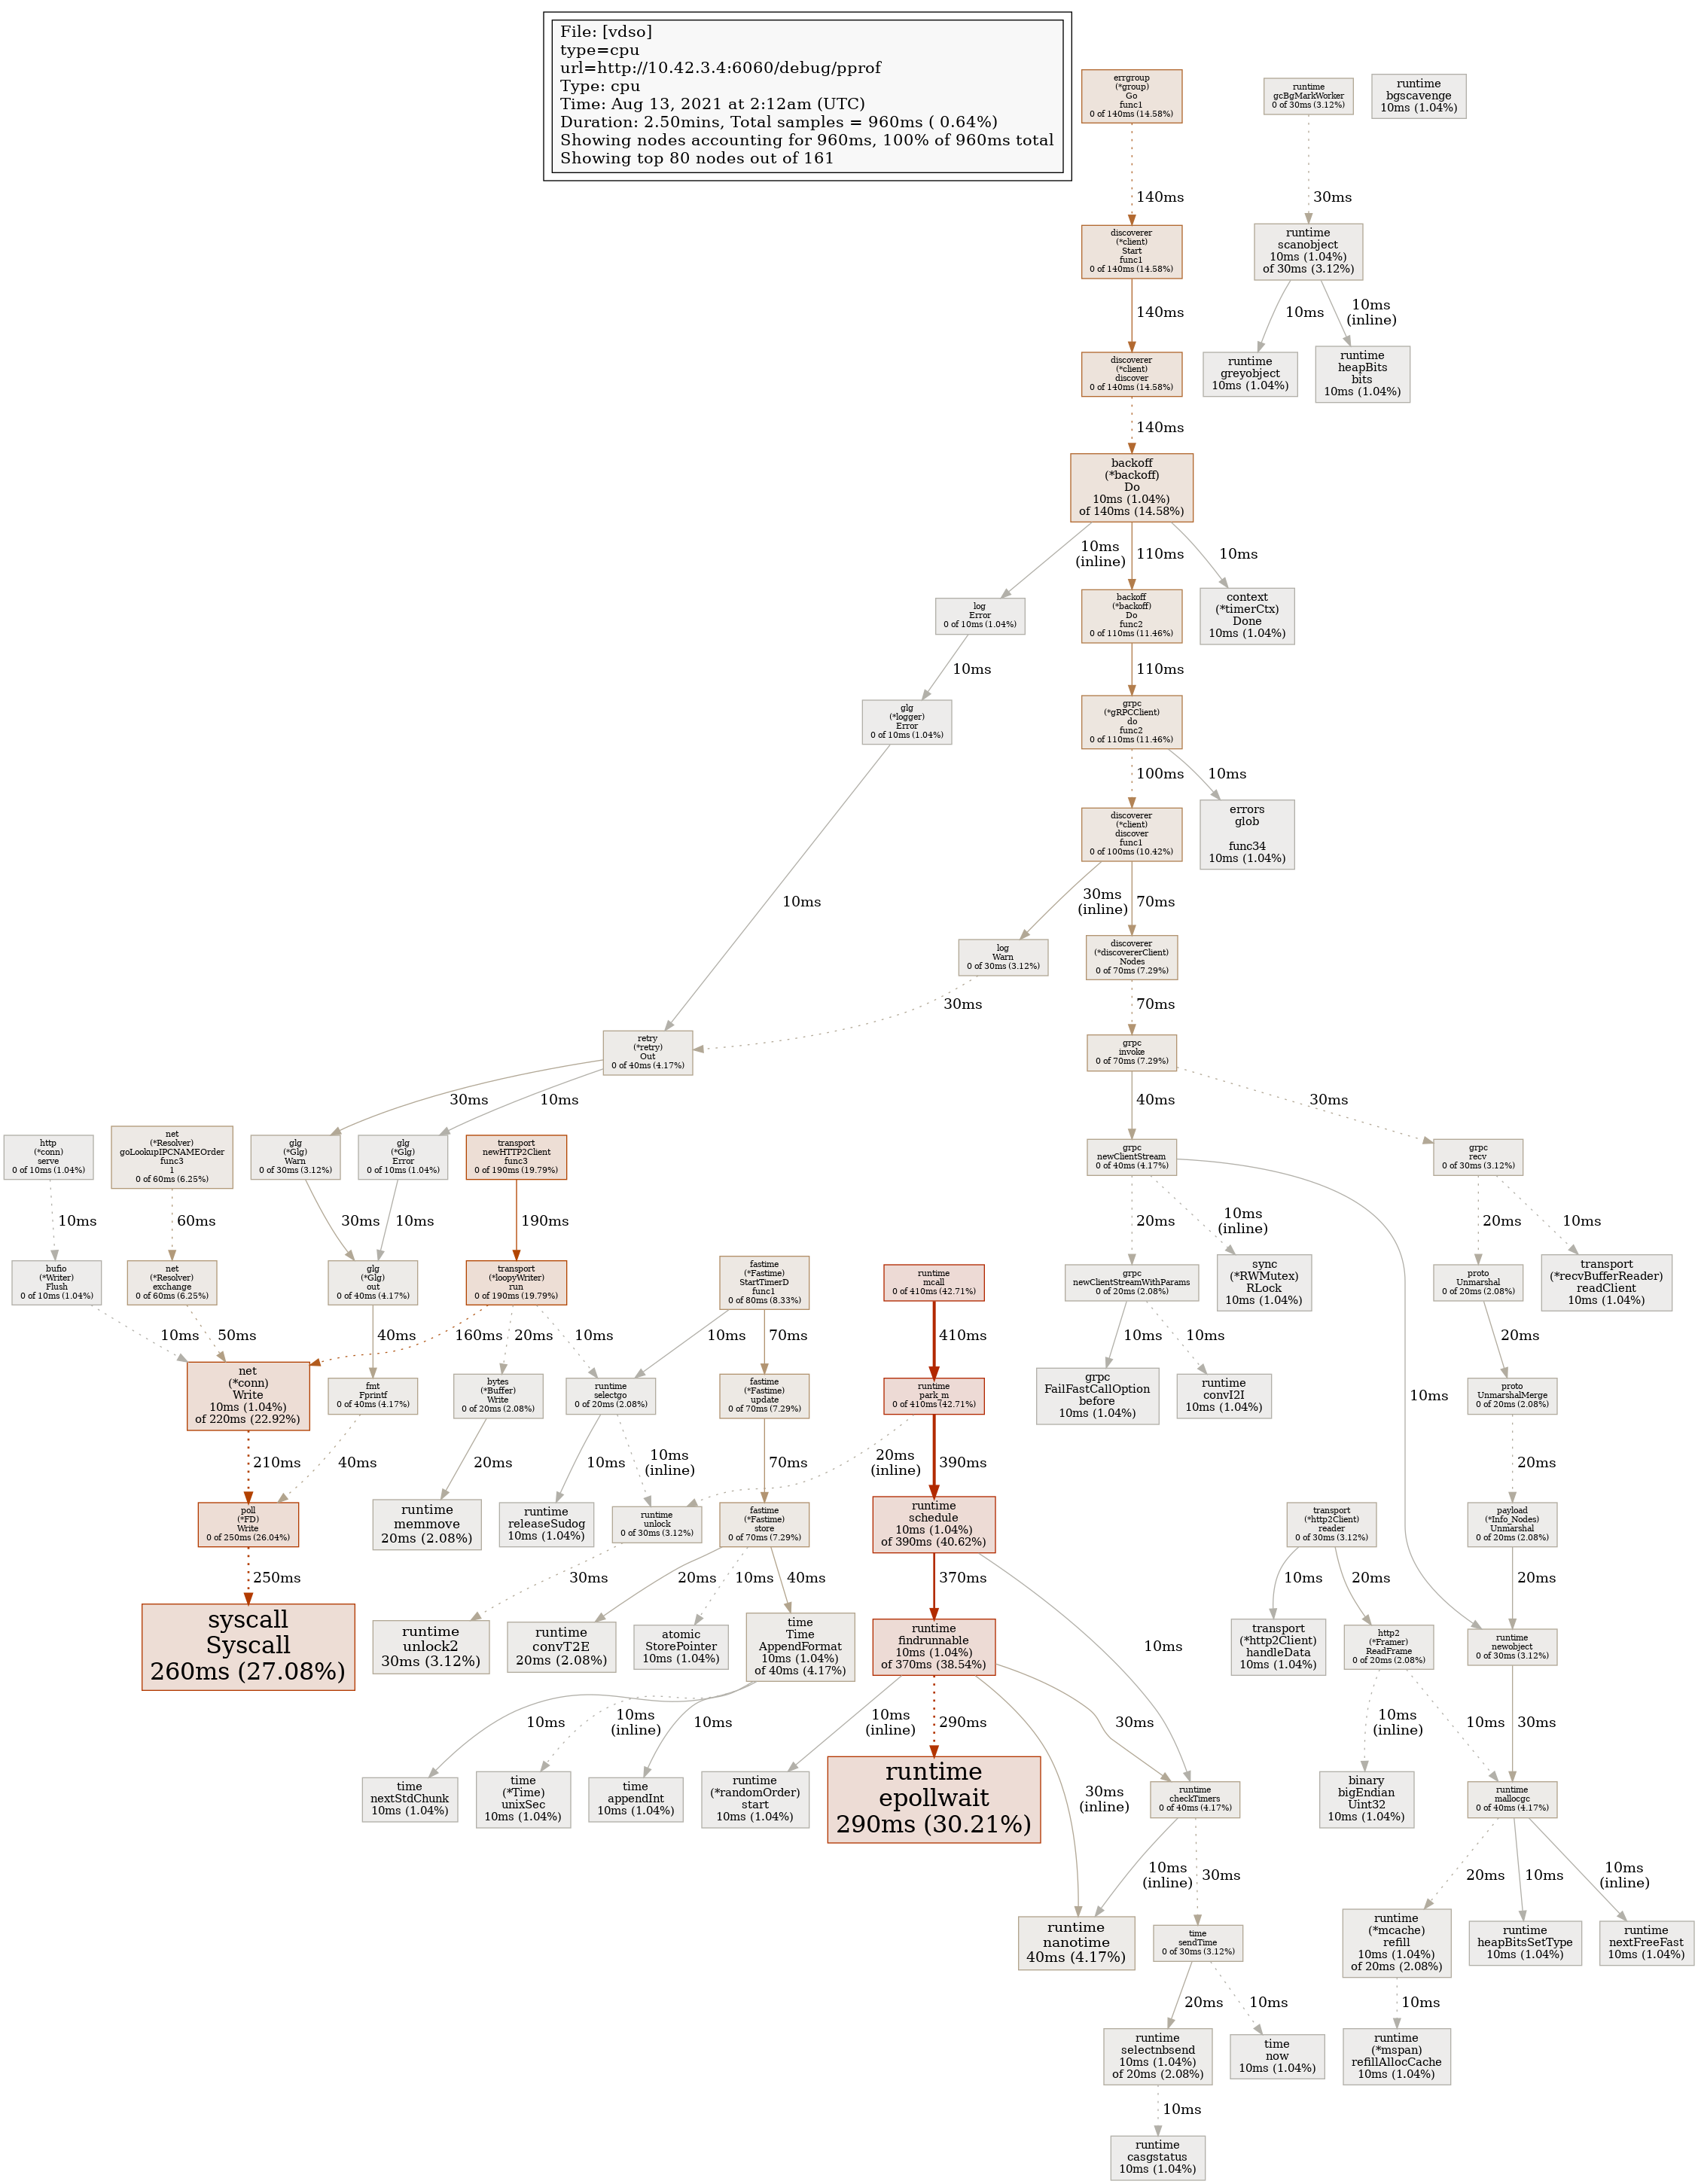 File: [vdso]
type=cpu
url=http://10.42.3.4:6060/debug/pprof
Type: cpu
Time: Aug 13, 2021 at 2:12am (UTC)
Duration: 2.50mins, Total samples = 960ms ( 0.64%)
Showing nodes accounting for 960ms, 100% of 960ms total
Showing top 80 nodes out of 161
errgroup
(*group)
Go
func1
0 of 140ms (14.58%)
runtime
gcBgMarkWorker
0 of 30ms (3.12%)
runtime
bgscavenge
10ms (1.04%)
140ms
30ms
discoverer
(*client)
Start
func1
0 of 140ms (14.58%)
runtime
scanobject
10ms (1.04%)
of 30ms (3.12%)
140ms
10ms
10ms
(inline)
discoverer
(*client)
discover
0 of 140ms (14.58%)
runtime
greyobject
10ms (1.04%)
runtime
heapBits
bits
10ms (1.04%)
140ms
backoff
(*backoff)
Do
10ms (1.04%)
of 140ms (14.58%)
10ms
(inline)
110ms
10ms
log
Error
0 of 10ms (1.04%)
backoff
(*backoff)
Do
func2
0 of 110ms (11.46%)
context
(*timerCtx)
Done
10ms (1.04%)
10ms
110ms
glg
(*logger)
Error
0 of 10ms (1.04%)
grpc
(*gRPCClient)
do
func2
0 of 110ms (11.46%)
100ms
10ms
discoverer
(*client)
discover
func1
0 of 100ms (10.42%)
errors
glob
func34
10ms (1.04%)
10ms
30ms
(inline)
70ms
log
Warn
0 of 30ms (3.12%)
discoverer
(*discovererClient)
Nodes
0 of 70ms (7.29%)
30ms
70ms
retry
(*retry)
Out
0 of 40ms (4.17%)
grpc
invoke
0 of 70ms (7.29%)
30ms
10ms
40ms
30ms
http
(*conn)
serve
0 of 10ms (1.04%)
net
(*Resolver)
goLookupIPCNAMEOrder
func3
1
0 of 60ms (6.25%)
glg
(*Glg)
Warn
0 of 30ms (3.12%)
glg
(*Glg)
Error
0 of 10ms (1.04%)
transport
newHTTP2Client
func3
0 of 190ms (19.79%)
grpc
newClientStream
0 of 40ms (4.17%)
grpc
recv
0 of 30ms (3.12%)
10ms
60ms
30ms
10ms
190ms
20ms
10ms
(inline)
20ms
10ms
bufio
(*Writer)
Flush
0 of 10ms (1.04%)
net
(*Resolver)
exchange
0 of 60ms (6.25%)
glg
(*Glg)
out
0 of 40ms (4.17%)
transport
(*loopyWriter)
run
0 of 190ms (19.79%)
fastime
(*Fastime)
StartTimerD
func1
0 of 80ms (8.33%)
runtime
mcall
0 of 410ms (42.71%)
grpc
newClientStreamWithParams
0 of 20ms (2.08%)
sync
(*RWMutex)
RLock
10ms (1.04%)
proto
Unmarshal
0 of 20ms (2.08%)
transport
(*recvBufferReader)
readClient
10ms (1.04%)
10ms
50ms
40ms
160ms
20ms
10ms
10ms
70ms
410ms
10ms
10ms
20ms
net
(*conn)
Write
10ms (1.04%)
of 220ms (22.92%)
fmt
Fprintf
0 of 40ms (4.17%)
bytes
(*Buffer)
Write
0 of 20ms (2.08%)
runtime
selectgo
0 of 20ms (2.08%)
fastime
(*Fastime)
update
0 of 70ms (7.29%)
runtime
park_m
0 of 410ms (42.71%)
grpc
FailFastCallOption
before
10ms (1.04%)
runtime
convI2I
10ms (1.04%)
10ms
proto
UnmarshalMerge
0 of 20ms (2.08%)
210ms
40ms
20ms
10ms
10ms
(inline)
70ms
20ms
(inline)
390ms
20ms
poll
(*FD)
Write
0 of 250ms (26.04%)
runtime
memmove
20ms (2.08%)
runtime
releaseSudog
10ms (1.04%)
runtime
unlock
0 of 30ms (3.12%)
fastime
(*Fastime)
store
0 of 70ms (7.29%)
runtime
schedule
10ms (1.04%)
of 390ms (40.62%)
transport
(*http2Client)
reader
0 of 30ms (3.12%)
payload
(*Info_Nodes)
Unmarshal
0 of 20ms (2.08%)
250ms
30ms
20ms
10ms
40ms
370ms
10ms
20ms
20ms
syscall
Syscall
260ms (27.08%)
runtime
unlock2
30ms (3.12%)
runtime
convT2E
20ms (2.08%)
atomic
StorePointer
10ms (1.04%)
time
Time
AppendFormat
10ms (1.04%)
of 40ms (4.17%)
runtime
findrunnable
10ms (1.04%)
of 370ms (38.54%)
10ms
transport
(*http2Client)
handleData
10ms (1.04%)
http2
(*Framer)
ReadFrame
0 of 20ms (2.08%)
runtime
newobject
0 of 30ms (3.12%)
10ms
10ms
(inline)
10ms
10ms
(inline)
290ms
30ms
10ms
(inline)
10ms
30ms
time
nextStdChunk
10ms (1.04%)
time
(*Time)
unixSec
10ms (1.04%)
time
appendInt
10ms (1.04%)
runtime
(*randomOrder)
start
10ms (1.04%)
runtime
epollwait
290ms (30.21%)
30ms
(inline)
runtime
checkTimers
0 of 40ms (4.17%)
binary
bigEndian
Uint32
10ms (1.04%)
runtime
mallocgc
0 of 40ms (4.17%)
10ms
(inline)
30ms
20ms
10ms
10ms
(inline)
runtime
nanotime
40ms (4.17%)
time
sendTime
0 of 30ms (3.12%)
runtime
(*mcache)
refill
10ms (1.04%)
of 20ms (2.08%)
runtime
heapBitsSetType
10ms (1.04%)
runtime
nextFreeFast
10ms (1.04%)
20ms
10ms
10ms
runtime
selectnbsend
10ms (1.04%)
of 20ms (2.08%)
time
now
10ms (1.04%)
runtime
(*mspan)
refillAllocCache
10ms (1.04%)
10ms
runtime
casgstatus
10ms (1.04%)